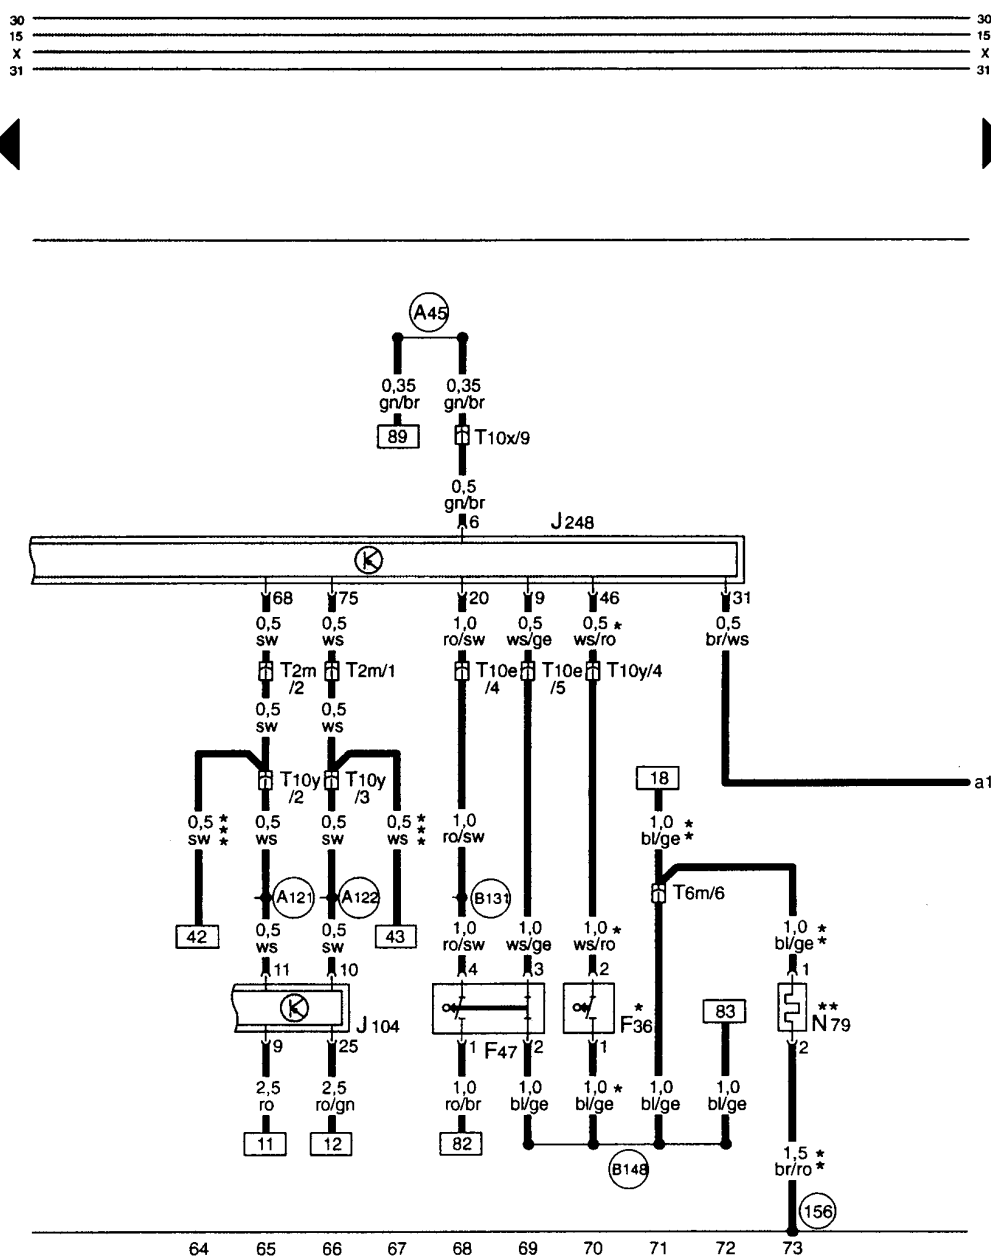 30 30
15 15
X X
31 31
A45
0,35 0,35
gn/br gn/br
89 T10x/9
0,5
gn/br
6 J248
68 75 20 9 46 31
0,5 0,5 1,0 0,5 0,5 * 0,5
sw ws ro/sw ws/ge ws/ro br/ws
T2m T2m/1 T10e T10e T10y/4
/2 /4 /5
0,5 0,5
sw ws
T10y T10y 18 a1
/2 /3
0,5 * 0,5 0,5 0,5 * 1,0 1,0 *
sw * ws sw ws * ro/sw bl/ge *
* *
T6m/6
A121 A122 B131
42 0,5 0,5 43 1,0 1,0 1,0 * 1,0 *
ws sw ro/sw ws/ge ws/ro bl/ge *
11 10 4 3 2 1
J104 F36 * 83 N79 **
9 25 1 F47 2 1 2
2,5 2,5 1,0 1,0 1,0 * 1,0 1,0
ro ro/gn ro/br bl/ge bl/ge bl/ge bl/ge
11 12 82
B148
1,5 *
br/ro *
156
64 65 66 67 68 69 70 71 72 73